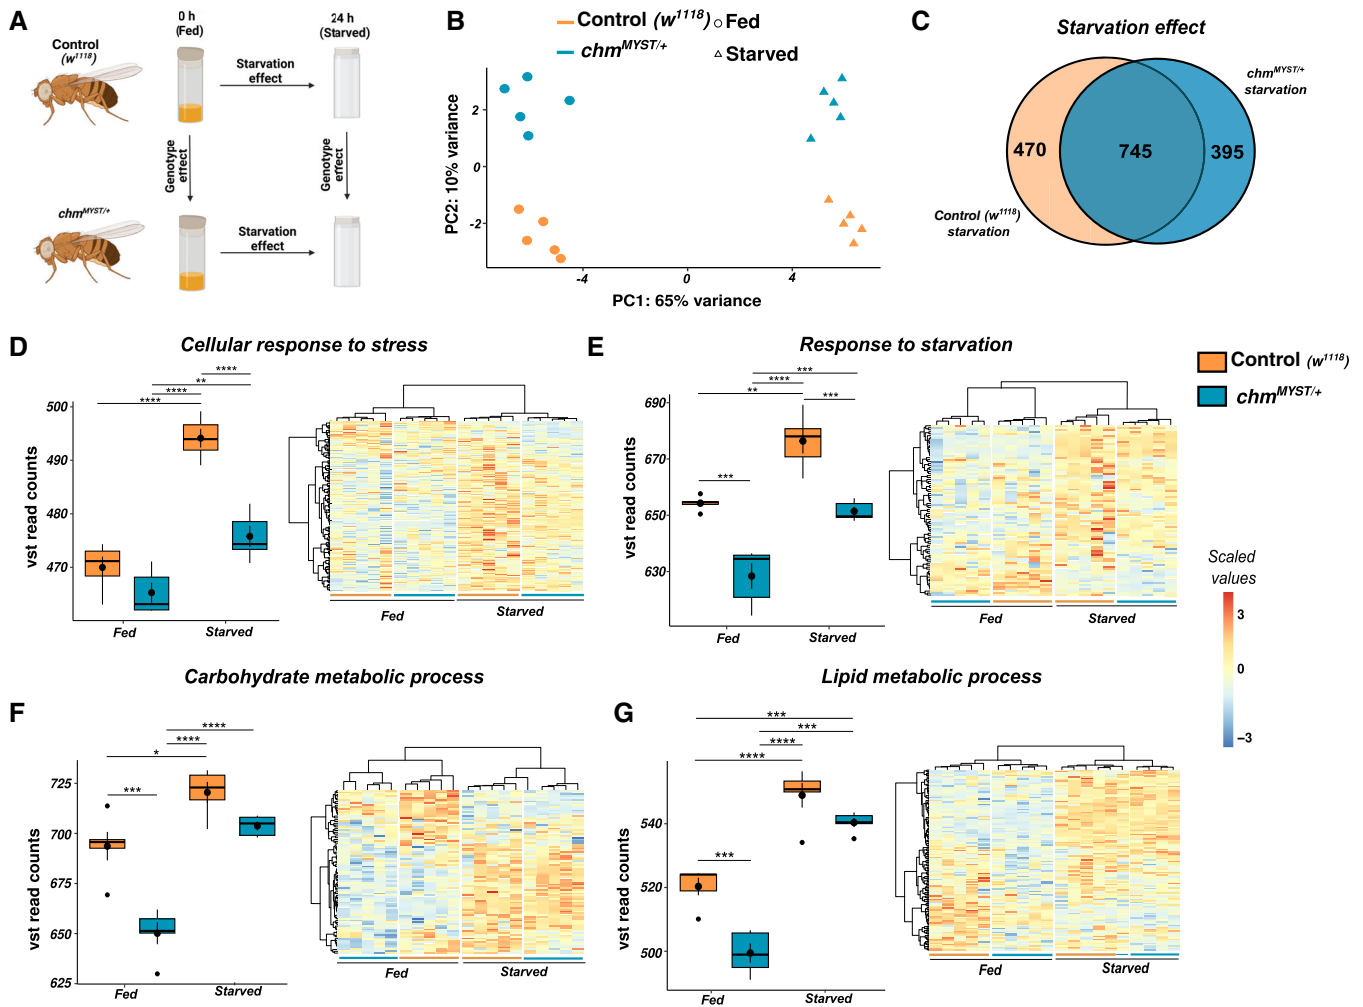 A
0 h
(Fed)
24 h
(Starved)
Control
(w1118)
Starvation
effect
Genotype
effect
Genotype
effect
chmMYST/+
Starvation
effect
B
Control (w1118)
Fed
chmMYST/+
Starved
PC2: 10% variance
2
0
-2
-4
0
4
PC1: 65% variance
C
Starvation effect
chmMYST/+
starvation
470
745
395
Control (w1118)
starvation
D
Cellular response to stress
****
**
****
****
vst read counts
500
490
480
470
Fed
Starved
Fed
Starved
E
Response to starvation
***
****
**
***
***
vst read counts
690
670
650
630
Fed
Starved
Fed
Starved
Control (w1118)
chmMYST/+
Scaled
values
3
0
−3
F
Carbohydrate metabolic process
****
****
*
***
vst read counts
725
700
675
650
625
Fed
Starved
Fed
Starved
G
Lipid metabolic process
***
***
****
****
***
vst read counts
540
520
500
Fed
Starved
Fed
Starved